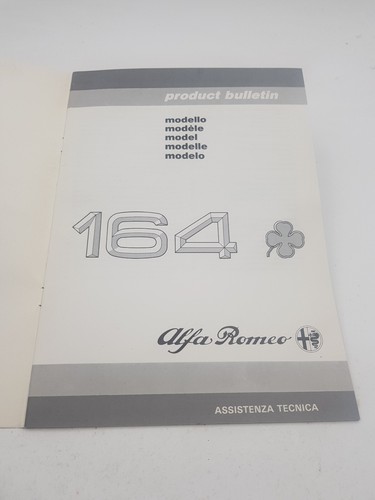 product bulletin
modello
modèle
model
modelle
modelo
164
Alfa Romeo
ASSISTENZA TECNICA